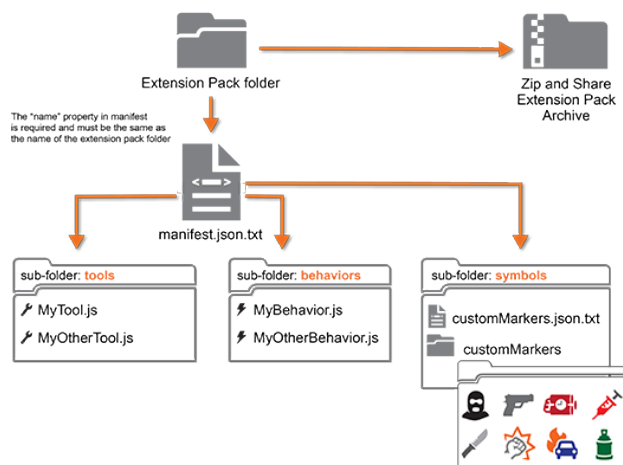 Extension Pack folder
Zip and Share
Extension Pack
Archive
The "name" property in manifest
is required and must be the same as
the name of the extension pack folder
manifest.json.txt
sub-folder: tools
MyTool.js
MyOtherTool.js
sub-folder: behaviors
MyBehavior.js
MyOtherBehavior.js
sub-folder: symbols
customMarkers.json.txt
customMarkers